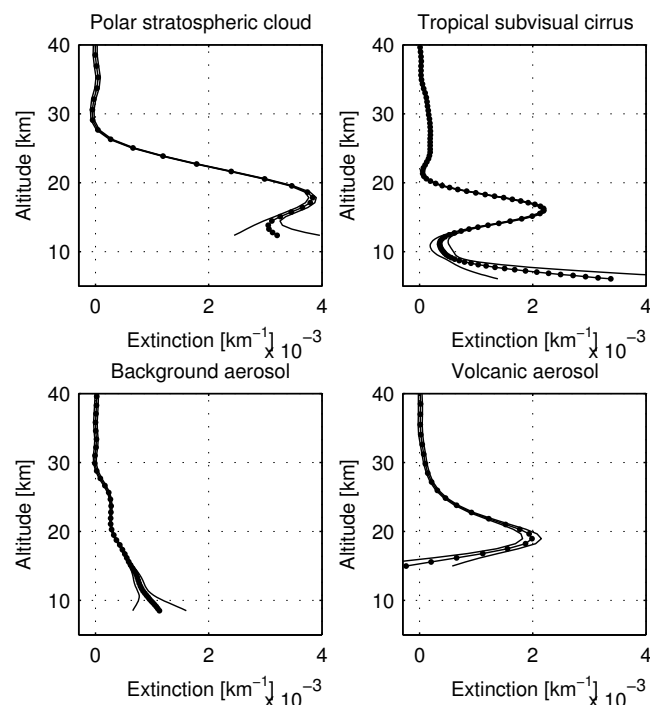 Polar stratospheric cloud
40
30
20
10
Altitude [km]
0 2 4
Extinction [km−1] x 10−3
Tropical subvisual cirrus
40
30
20
10
Altitude [km]
0 2 4
Extinction [km−1] x 10−3
Background aerosol
40
30
20
10
Altitude [km]
0 2 4
Extinction [km−1] x 10−3
Volcanic aerosol
40
30
20
10
Altitude [km]
0 2 4
Extinction [km−1] x 10−3